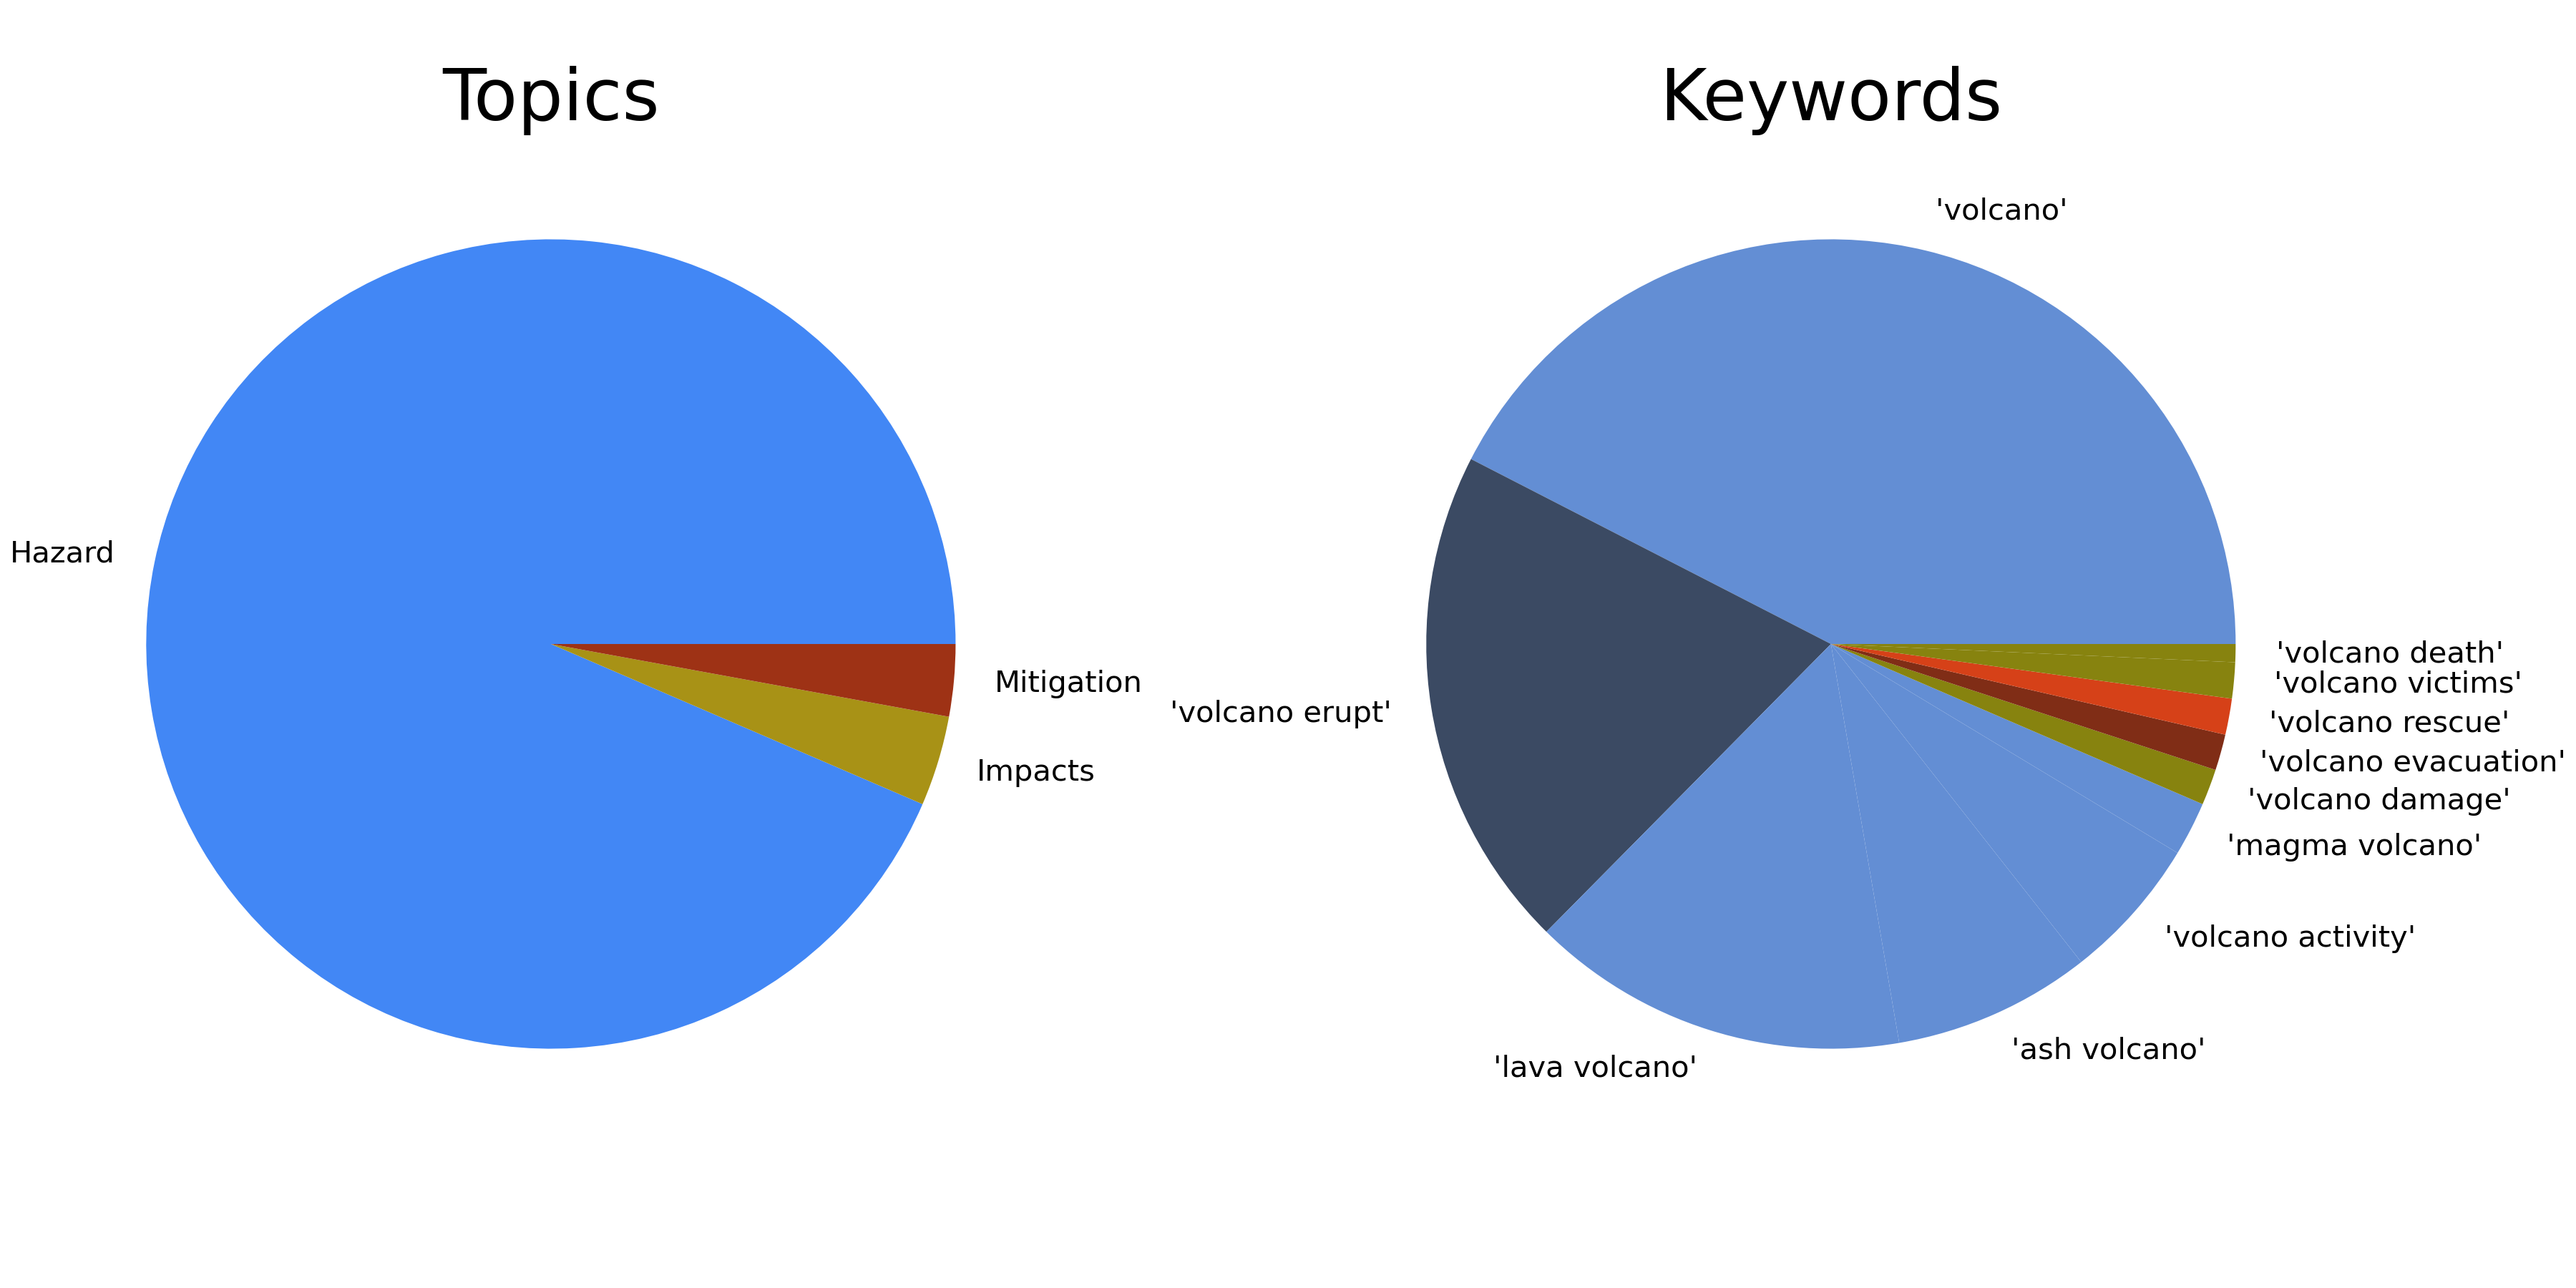 Topics
Hazard
Mitigation
Impacts
Keywords
'volcano'
'volcano erupt'
'lava volcano'
'ash volcano'
'volcano activity'
'magma volcano'
'volcano damage'
'volcano evacuation'
'volcano rescue'
'volcano victims'
'volcano death'